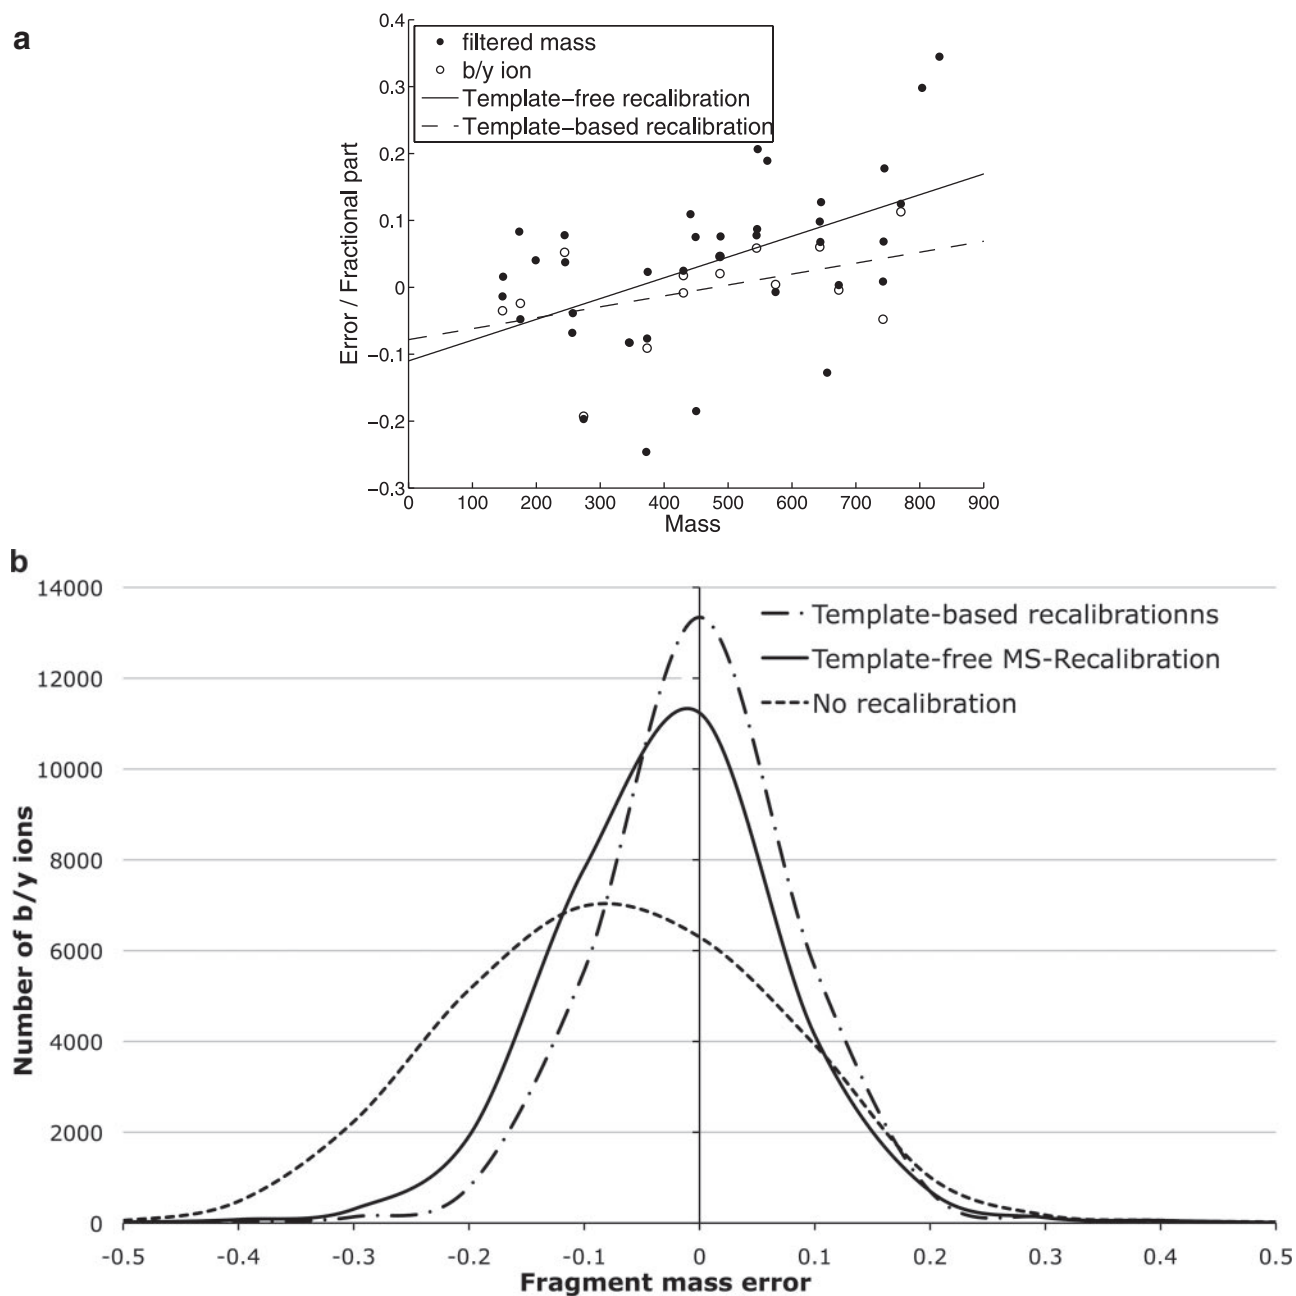 a
0.4
filtered mass
b/y ion
Template-free recalibration
Template-based recalibration
0.3
0.2
0.1
0
−0.1
−0.2
−0.3
Error / Fractional part
0 100 200 300 400 500 600 700 800 900
Mass
b
14000
12000
10000
8000
6000
4000
2000
0
Number of b/y ions
Template-based recalibrationns
Template-free MS-Recalibration
No recalibration
-0.5 -0.4 -0.3 -0.2 -0.1 0 0.1 0.2 0.3 0.4 0.5
Fragment mass error